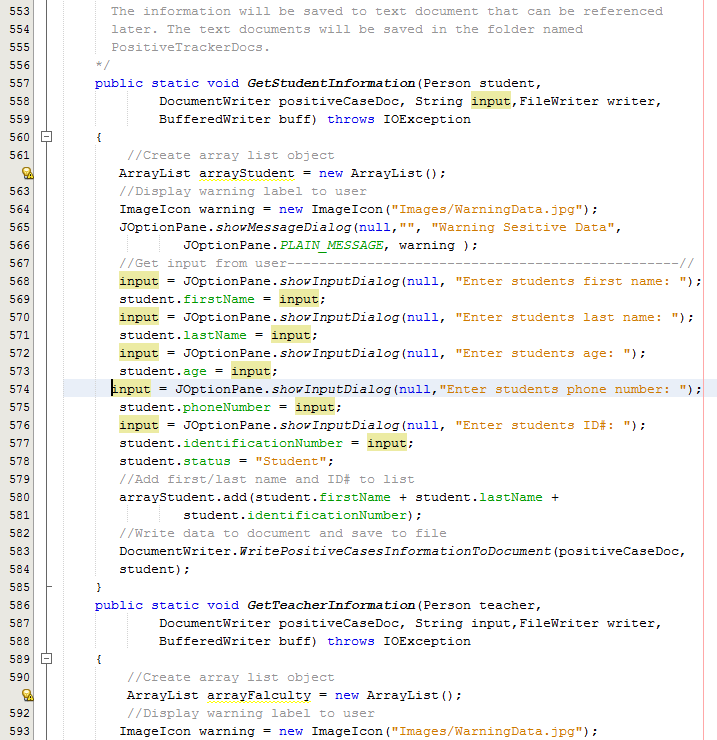 553 The information will be saved to text document that can be referenced
554 later. The text documents will be saved in the folder named
555 PositiveTrackerDocs.
556 */
557 public static void GetStudentInformation(Person student,
558 DocumentWriter positiveCaseDoc, String input,FileWriter writer,
559 BufferedWriter buff) throws IOException
560 {
561 //Create array list object
ArrayList arrayStudent = new ArrayList();
563 //Display warning label to user
564 ImageIcon warning = new ImageIcon("Images/WarningData.jpg");
565 JOptionPane.showMessageDialog(null,"", "Warning Sesitive Data",
566 JOptionPane.PLAIN_MESSAGE, warning );
567 //Get input from user-------------------------------------------------//
568 input = JOptionPane.showInputDialog(null, "Enter students first name: ");
569 student.firstName = input;
570 input = JOptionPane.showInputDialog(null, "Enter students last name: ");
571 student.lastName = input;
572 input = JOptionPane.showInputDialog(null, "Enter students age: ");
573 student.age = input;
574 input = JOptionPane.showInputDialog(null,"Enter students phone number: ");
575 student.phoneNumber = input;
576 input = JOptionPane.showInputDialog(null, "Enter students ID#: ");
577 student.identificationNumber = input;
578 student.status = "Student";
579 //Add first/last name and ID# to list
580 arrayStudent.add(student.firstName + student.lastName +
581 student.identificationNumber);
582 //Write data to document and save to file
583 DocumentWriter.WritePositiveCasesInformationToDocument(positiveCaseDoc,
584 student);
585 }
586 public static void GetTeacherInformation(Person teacher,
587 DocumentWriter positiveCaseDoc, String input,FileWriter writer,
588 BufferedWriter buff) throws IOException
589 {
590 //Create array list object
ArrayList arrayFalculty = new ArrayList();
592 //Display warning label to user
593 ImageIcon warning = new ImageIcon("Images/WarningData.jpg");